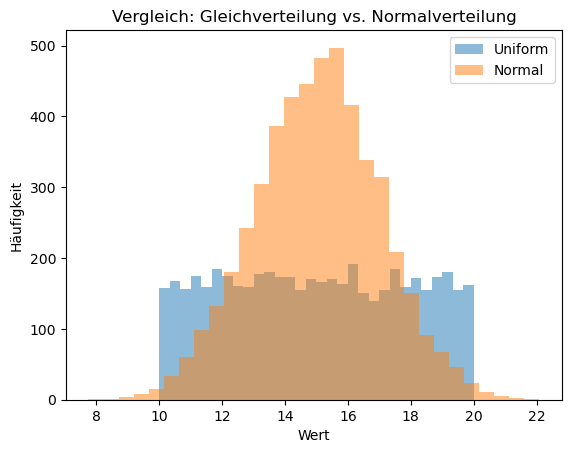 Vergleich: Gleichverteilung vs. Normalverteilung
Uniform
Normal
Häufigkeit
500
400
300
200
100
0
8 10 12 14 16 18 20 22
Wert